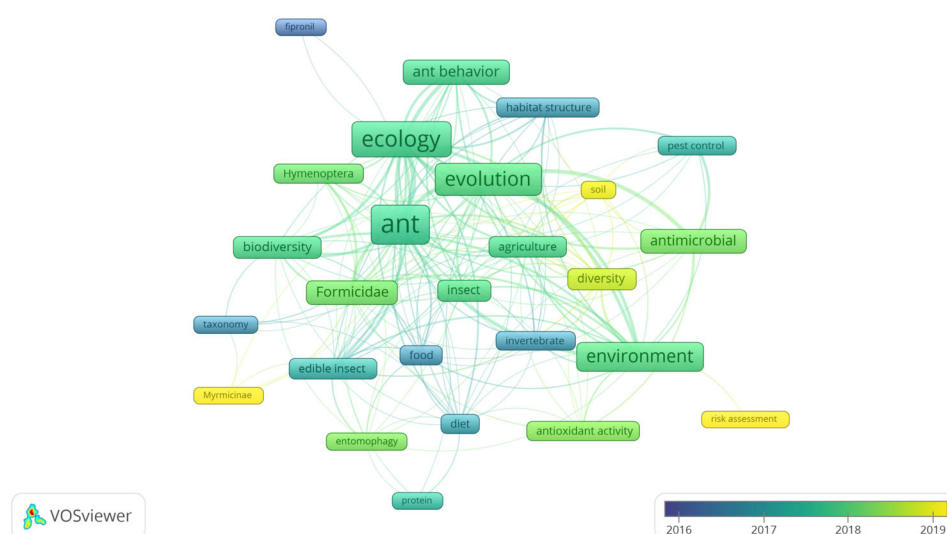 fipronil
ant behavior
habitat structure
ecology
pest control
Hymenoptera
evolution
soil
ant
antimicrobial
biodiversity
agriculture
diversity
Formicidae
insect
taxonomy
invertebrate
food
environment
edible insect
Myrmicinae
risk assessment
diet
antioxidant activity
entomophagy
protein
VOSviewer
2016 2017 2018 2019